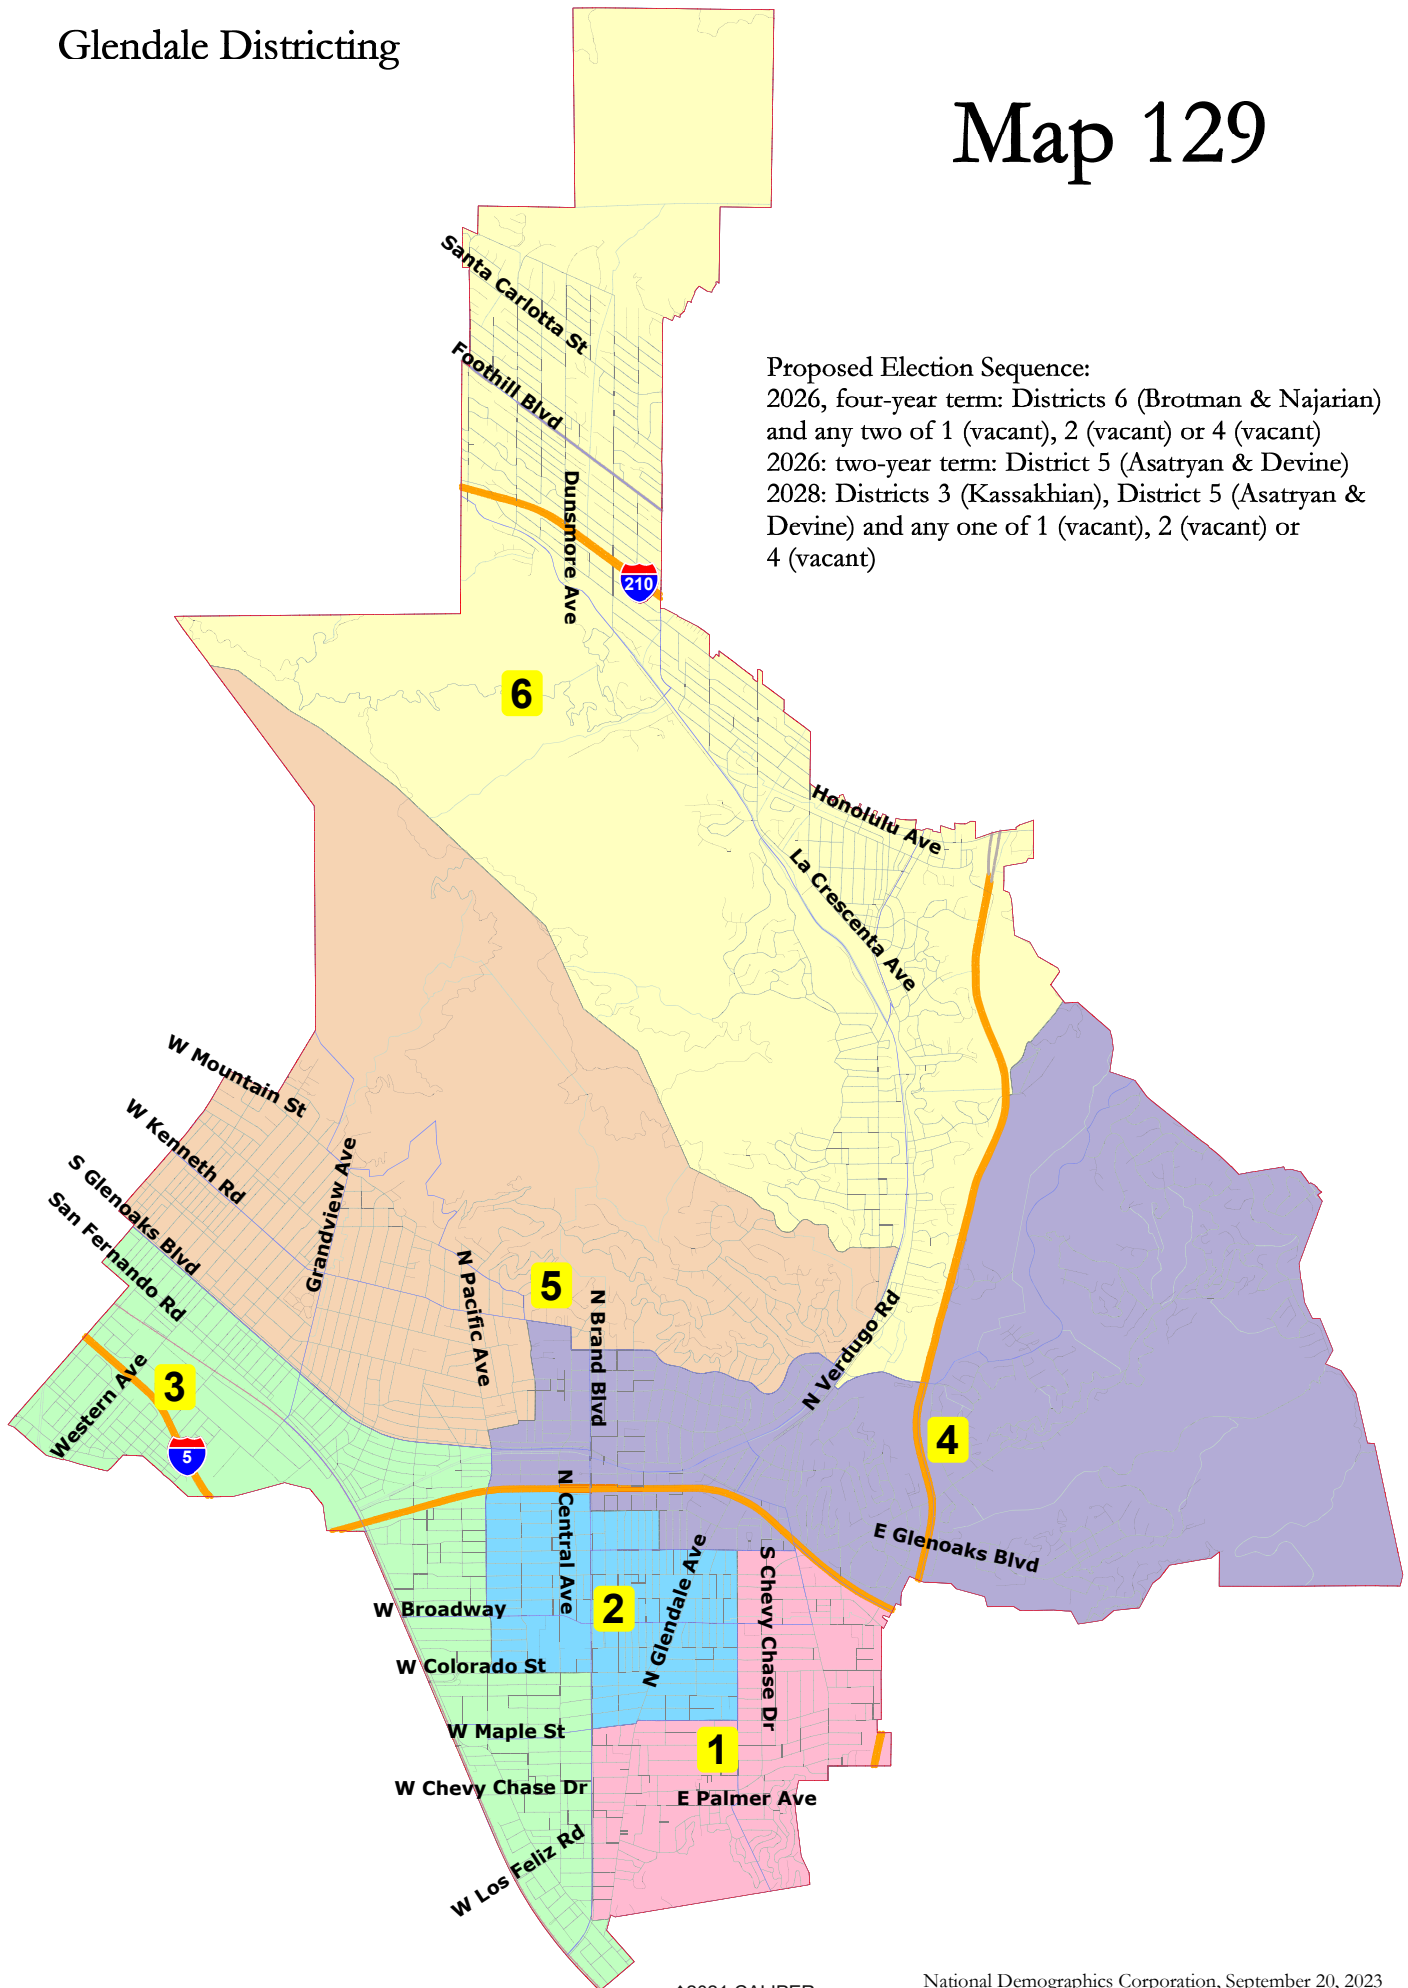 Glendale Districting
Map 129
Santa Carlotta St
Foothill Blvd
Proposed Election Sequence:
2026, four-year term: Districts 6 (Brotman & Najarian)
and any two of 1 (vacant), 2 (vacant) or 4 (vacant)
2026: two-year term: District 5 (Asatryan & Devine)
2028: Districts 3 (Kassakhian), District 5 (Asatryan &
Devine) and any one of 1 (vacant), 2 (vacant) or
4 (vacant)
Dunsmore Ave
210
6
Honolulu Ave
La Crescenta Ave
W Mountain St
W Kenneth Rd
S Glenoaks Blvd
San Fernando Rd
Grandview Ave
N Pacific Ave
5
N Brand Blvd
N Verdugo Rd
Western Ave
3
5
4
N Central Ave
E Glenoaks Blvd
W Broadway
2
N Glendale Ave
S Chevy Chase Dr
W Colorado St
W Maple St
1
W Chevy Chase Dr
E Palmer Ave
W Los Feliz Rd
CALIPER
National Demographics Corporation, September 20, 2023